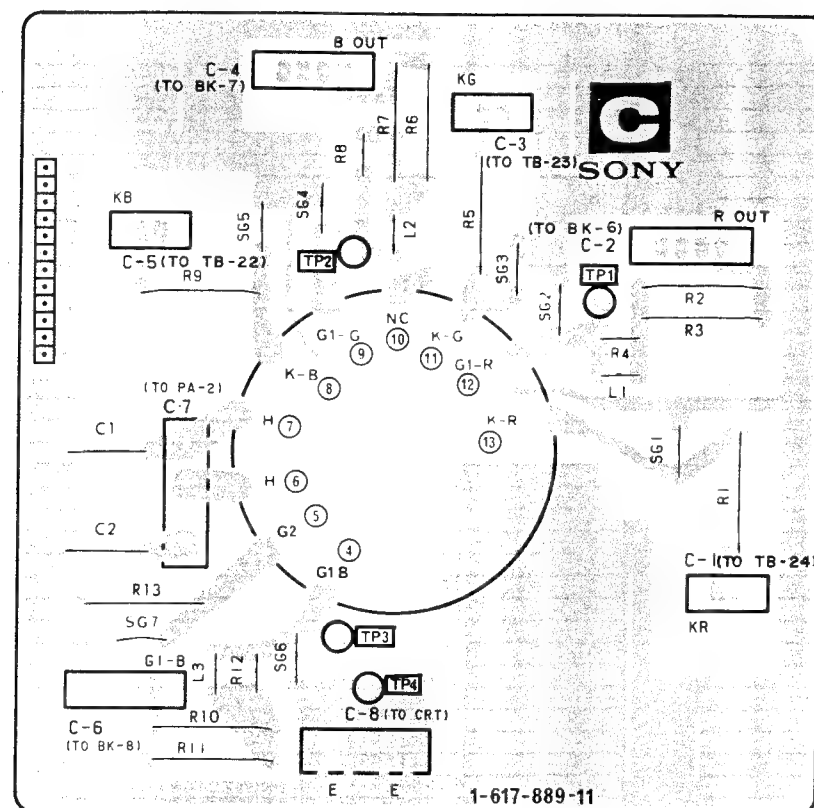 B OUT
C-4
(TO BK-7)
KG
C-3
(TO TB-23)
C
SONY
R7
R6
R8
KB
C-5(TO TB-22)
R9
SG5
SG4
TP2
L2
R5
SG3
(TO BK-6)
C-2
R OUT
TP1
SG2
R2
R3
R4
L1
NC
10
G1-G
9
K-G
11
G1-R
12
K-B
8
K-R
13
(TO PA-2)
C-7
H
7
C1
SG1
R1
H
6
5
G2
4
G1B
C2
C-1(TO TB-24)
KR
R13
SG7
TP3
G1-B
L3
R12
SG6
TP4
C-6
(TO BK-8)
R10
R11
C-8(TO CRT)
E E
1-617-889-11